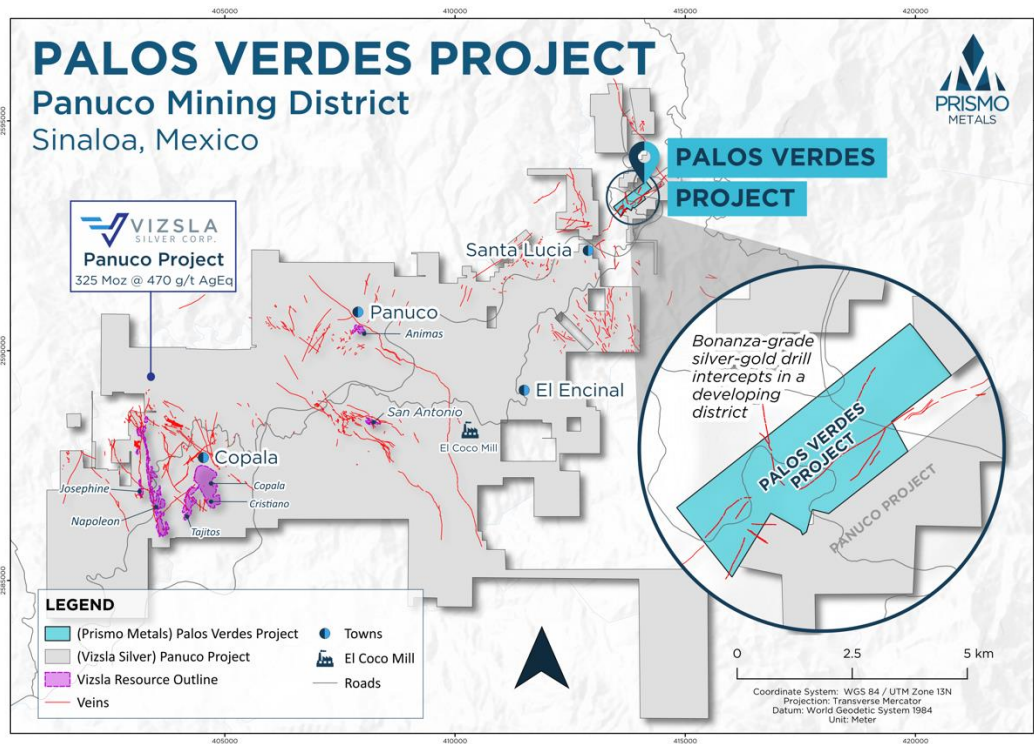 405000
410000
415000
420000
PALOS VERDES PROJECT
Panuco Mining District
Sinaloa, Mexico
PRISMO
METALS
2595000
2590000
2585000
PALOS VERDES
PROJECT
VIZSLA
SILVER CORP.
Panuco Project
325 Moz @ 470 g/t AgEq
Santa Lucia
Panuco
Animas
El Encinal
San Antonio
El Coco Mill
Copala
Copala
Cristiano
Josephine
Napoleon
Tajitos
Bonanza-grade
silver-gold drill
intercepts in a
developing
district
PALOS VERDES
PROJECT
PANUCO PROJECT
LEGEND
(Prismo Metals) Palos Verdes Project
(Vizsla Silver) Panuco Project
Vizsla Resource Outline
Veins
Towns
El Coco Mill
Roads
0
2.5
5 km
Coordinate System: WGS 84 / UTM Zone 13N
Projection: Transverse Mercator
Datum: World Geodetic System 1984
Unit: Meter
405000
410000
415000
420000